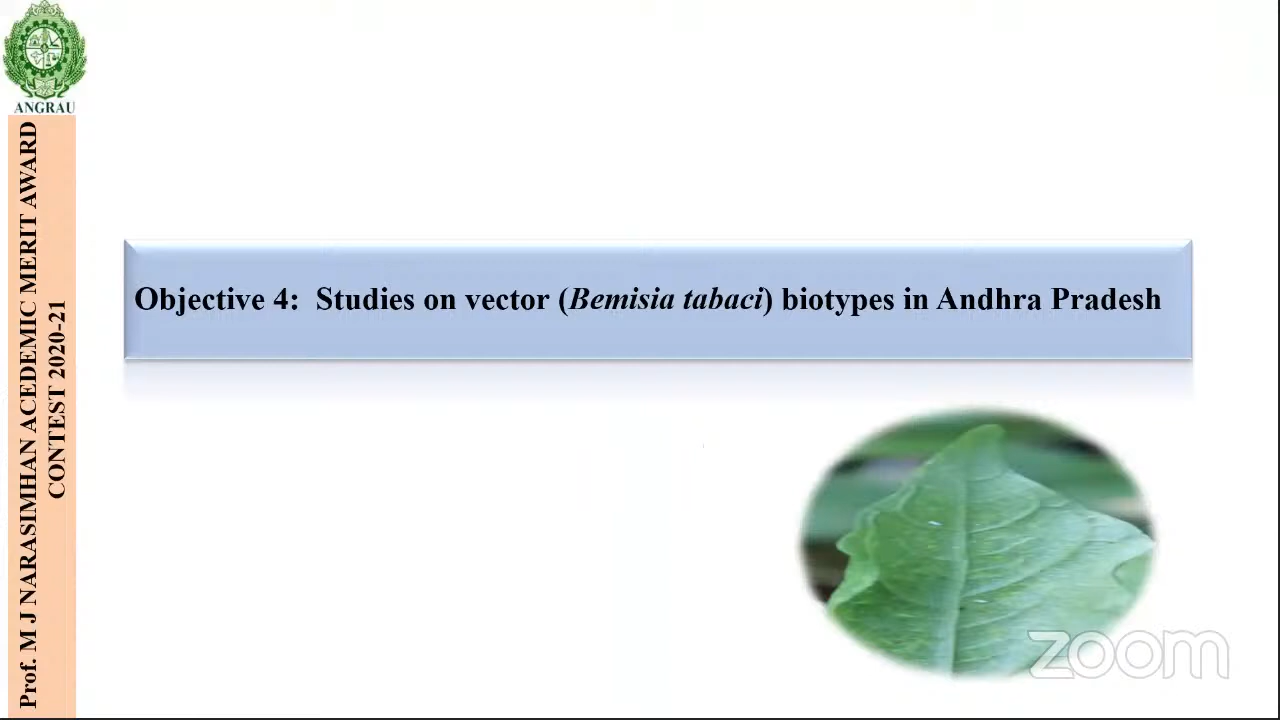 ANGRAU
Prof. M J NARASIMHAN ACEDEMIC MERIT AWARD
CONTEST 2020-21
Objective 4:  Studies on vector (Bemisia tabaci) biotypes in Andhra Pradesh
zoom